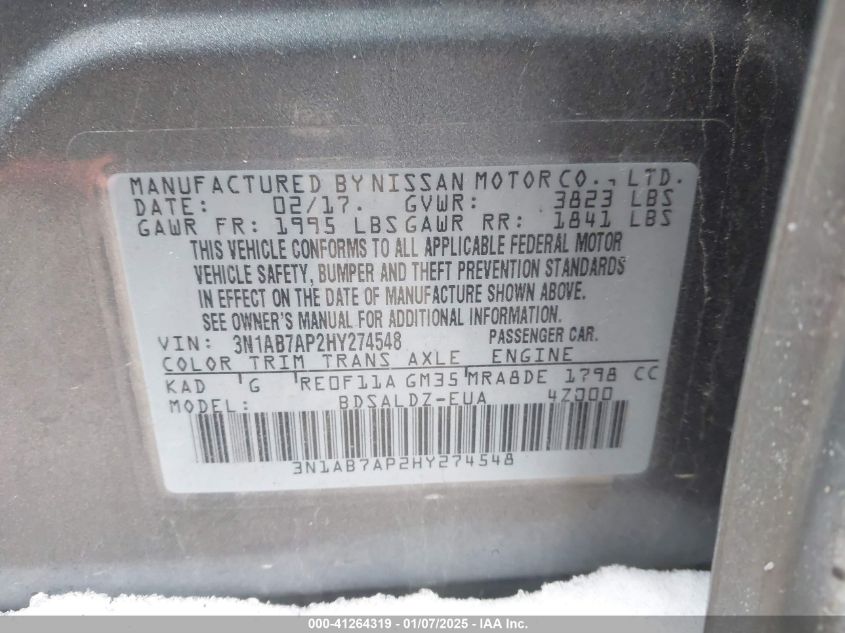 MANUFACTURED BY NISSAN MOTOR CO., LTD.
DATE: 02/17. GVWR: 3823 LBS
GAWR FR: 1995 LBS GAWR RR: 1841 LBS
THIS VEHICLE CONFORMS TO ALL APPLICABLE FEDERAL MOTOR
VEHICLE SAFETY, BUMPER AND THEFT PREVENTION STANDARDS
IN EFFECT ON THE DATE OF MANUFACTURE SHOWN ABOVE.
SEE OWNER'S MANUAL FOR ADDITIONAL INFORMATION.
VIN: 3N1AB7AP2HY274548 PASSENGER CAR.
COLOR TRIM TRANS AXLE ENGINE
KAD G RE0F11A GM35 MRA8DE 1798 CC
MODEL: BDSALDZ-EUA 4Z000
3N1AB7AP2HY274548
000-41264319 - 01/07/2025 - IAA Inc.